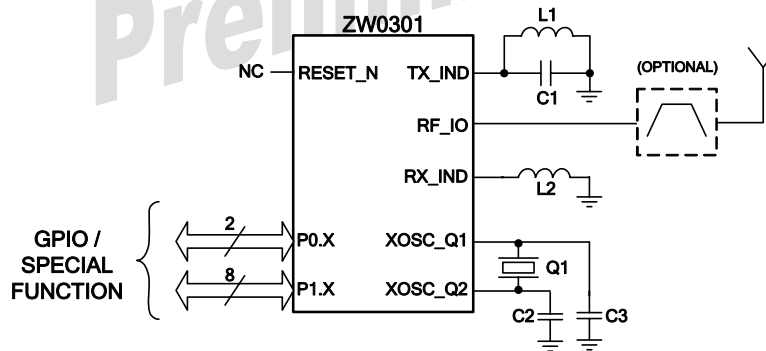 ZW0301
L1
NC
RESET_N
TX_IND
(OPTIONAL)
C1
RF_IO
RX_IND
L2
GPIO /
SPECIAL
FUNCTION
2
P0.X
XOSC_Q1
8
Q1
P1.X
XOSC_Q2
C2
C3